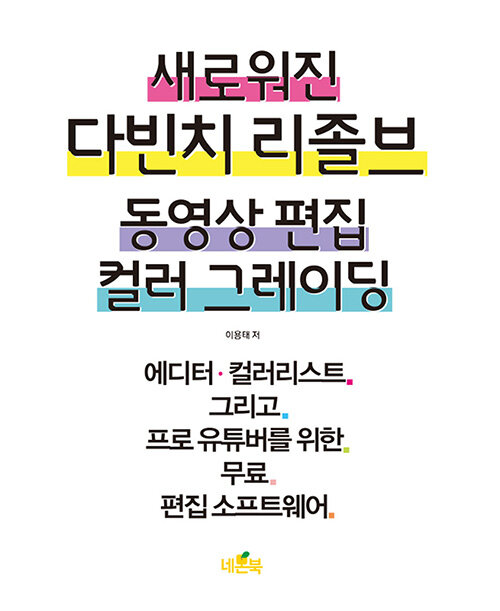 새로워진
다빈치 리졸브
동영상 편집
컬러 그레이딩
이용태 저
에디터·컬러리스트.
그리고.
프로 유튜버를 위한.
무료.
편집 소프트웨어.
네몬북